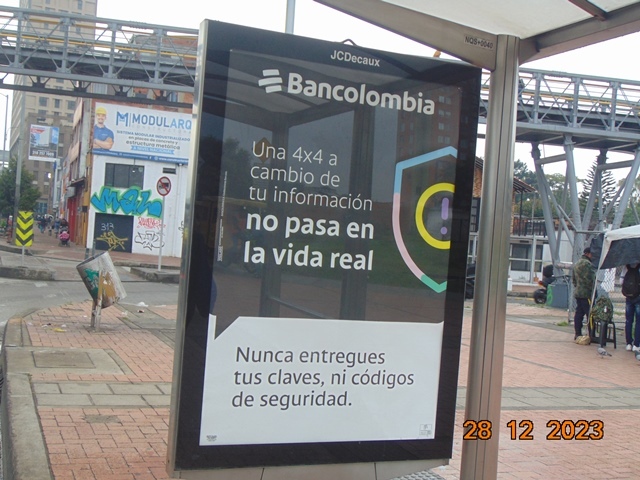 JCDecaux
Bancolombia
Una 4x4 a
cambio de
tu información
no pasa en
la vida real
Nunca entregues
tus claves, ni códigos
de seguridad.
MODULARQ
28 12 2023